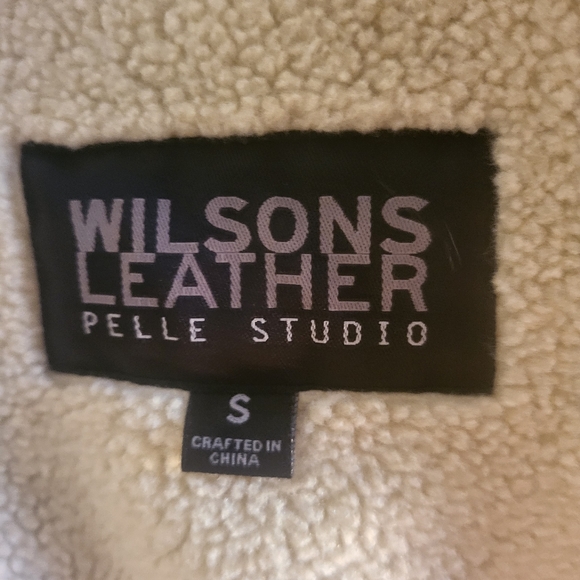 WILSONS
LEATHER
PELLE STUDIO
S
CRAFTED IN
CHINA